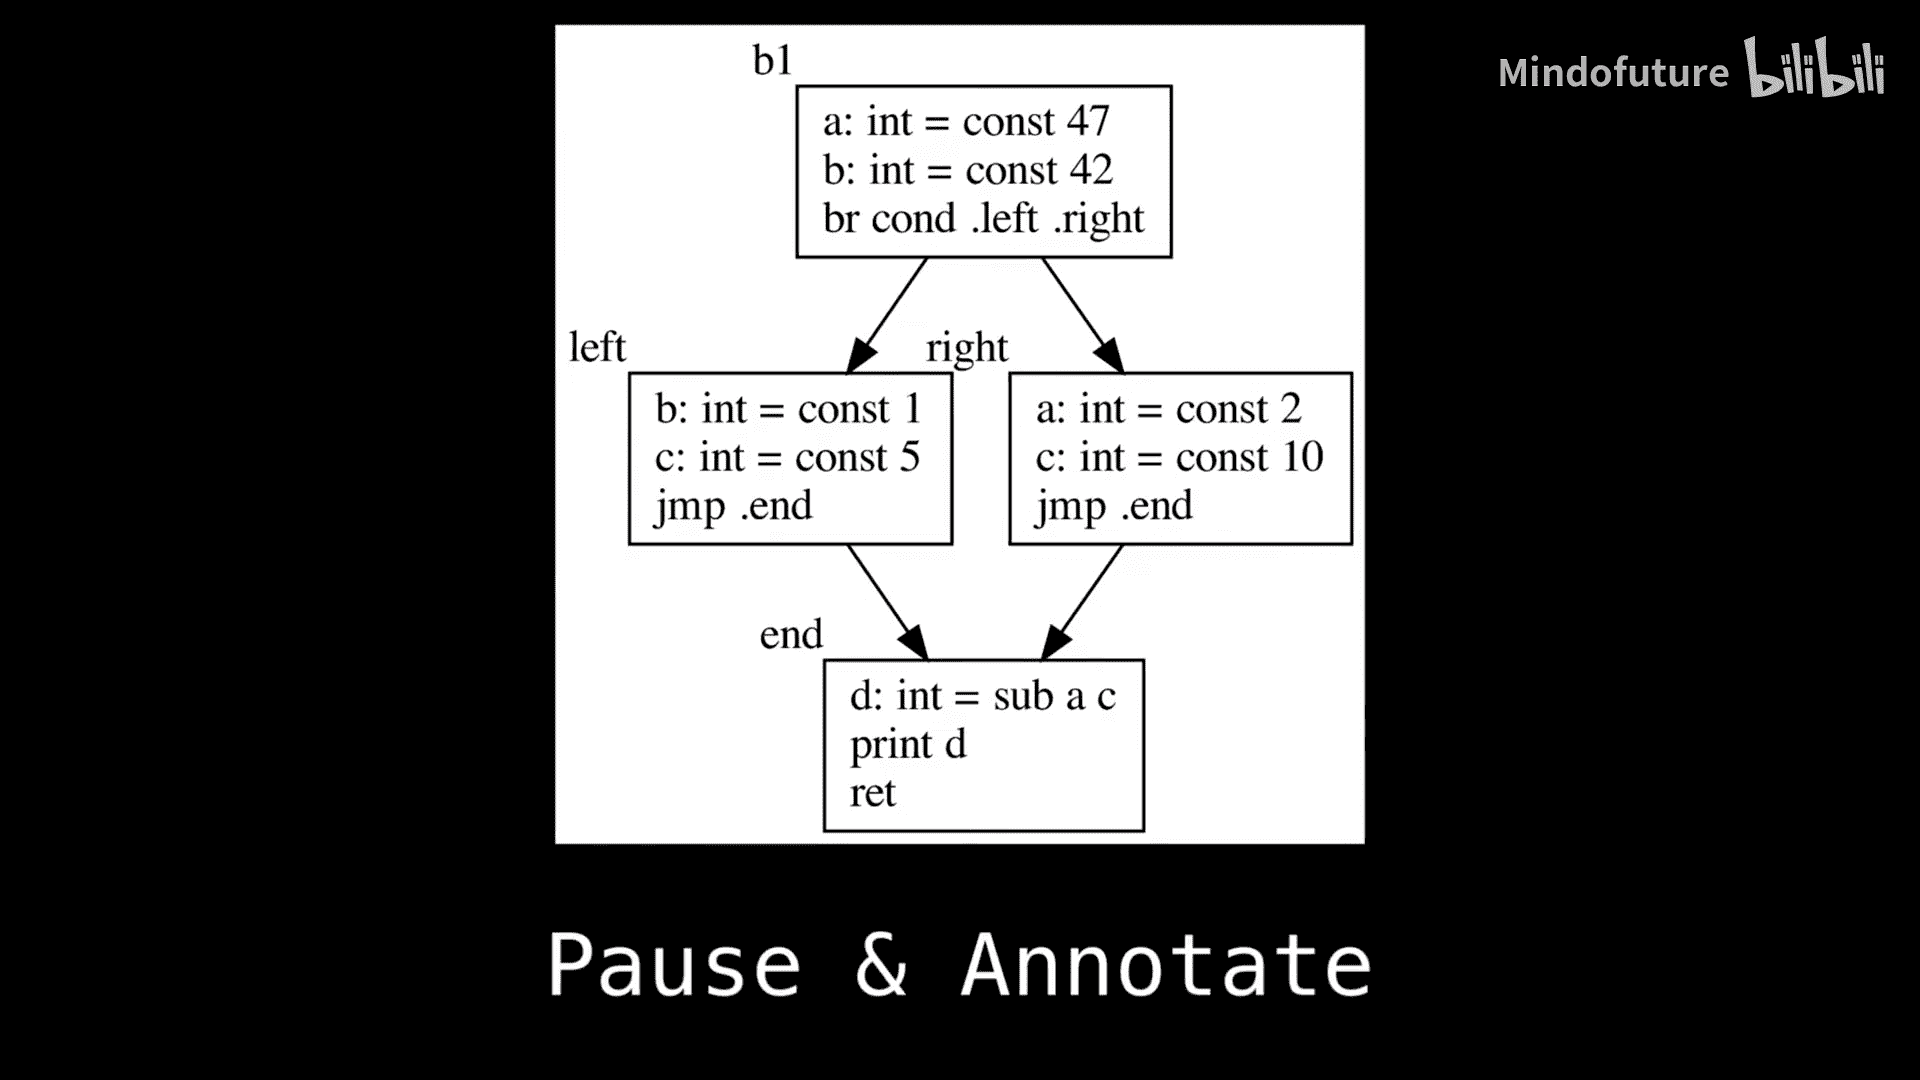 Mindofuture bilibili
b1
a: int = const 47
b: int = const 42
br cond .left .right
left
b: int = const 1
c: int = const 5
jmp .end
right
a: int = const 2
c: int = const 10
jmp .end
end
d: int = sub a c
print d
ret
Pause & Annotate